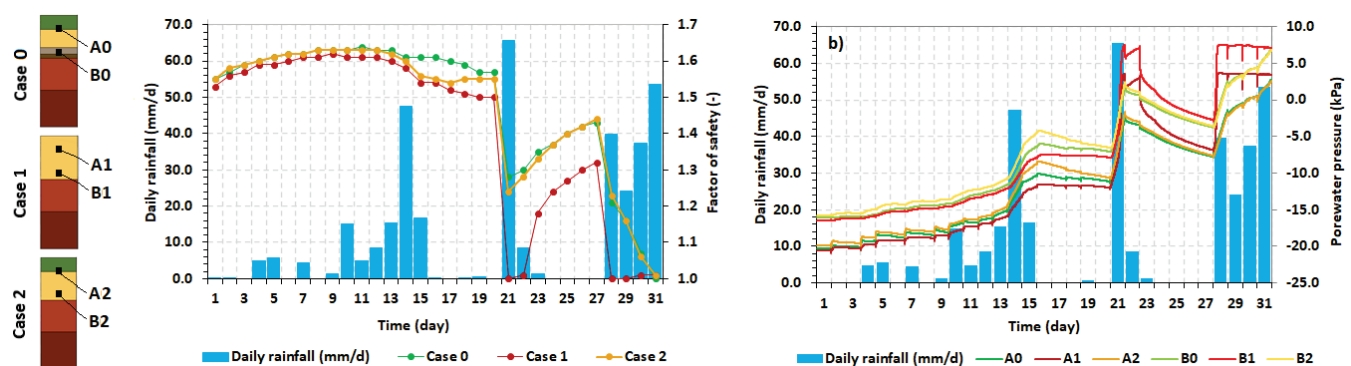 Case 0
A0
B0
Case 1
A1
B1
Case 2
A2
B2
Daily rainfall (mm/d)
70.0
60.0
50.0
40.0
30.0
20.0
10.0
0.0
1.7
1.6
1.5
1.4
1.3
1.2
1.1
1.0
Factor of safety (-)
1 3 5 7 9 11 13 15 17 19 21 23 25 27 29 31
Time (day)
Daily rainfall (mm/d) Case 0 Case 1 Case 2
b)
Daily rainfall (mm/d)
70.0
60.0
50.0
40.0
30.0
20.0
10.0
0.0
10.0
5.0
0.0
-5.0
-10.0
-15.0
-20.0
-25.0
Porewater pressure (kPa)
1 3 5 7 9 11 13 15 17 19 21 23 25 27 29 31
Time (day)
Daily rainfall (mm/d) A0 A1 A2 B0 B1 B2